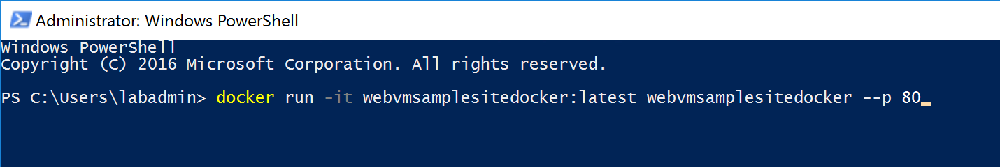 Administrator: Windows PowerShell
Windows PowerShell
Copyright (C) 2016 Microsoft Corporation. All rights reserved.
PS C:\Users\labadmin> docker run -it webvmsamplesitedocker:latest webvmsamplesitedocker --p 80